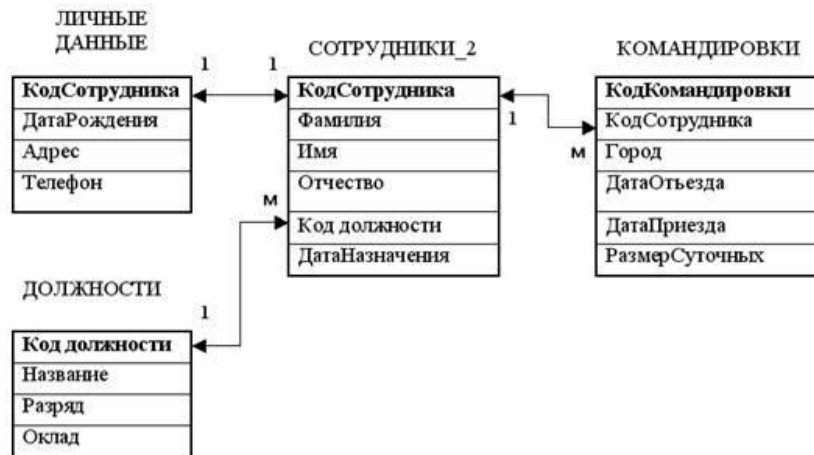 ЛИЧНЫЕ
ДАННЫЕ
1
1
КодСотрудника
ДатаРождения
Адрес
Телефон
СОТРУДНИКИ_2
КодСотрудника
Фамилия
Имя
Отчество
Код должности
ДатаНазначения
1
м
КОМАНДИРОВКИ
КодКомандировки
КодСотрудника
Город
ДатаОтъезда
ДатаПриезда
РазмерСуточных
м
1
ДОЛЖНОСТИ
Код должности
Название
Разряд
Оклад